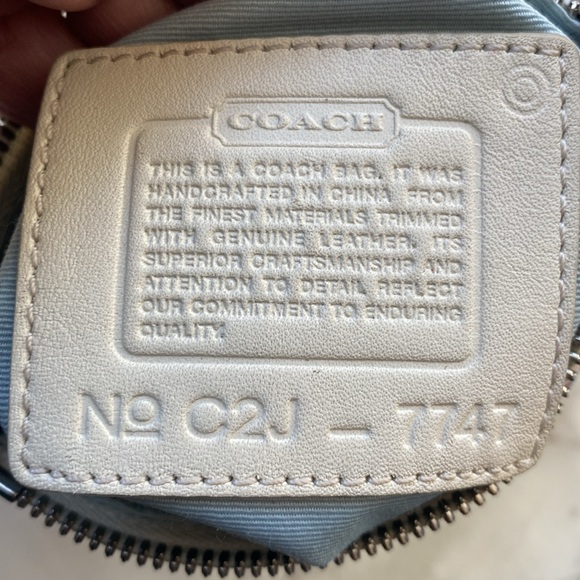 COACH
THIS IS A COACH BAG. IT WAS
HANDCRAFTED IN CHINA FROM
THE FINEST MATERIALS TRIMMED
WITH GENUINE LEATHER. ITS
SUPERIOR CRAFTSMANSHIP AND
ATTENTION TO DETAIL REFLECT
OUR COMMITMENT TO ENDURING
QUALITY.
No C2J – 7747